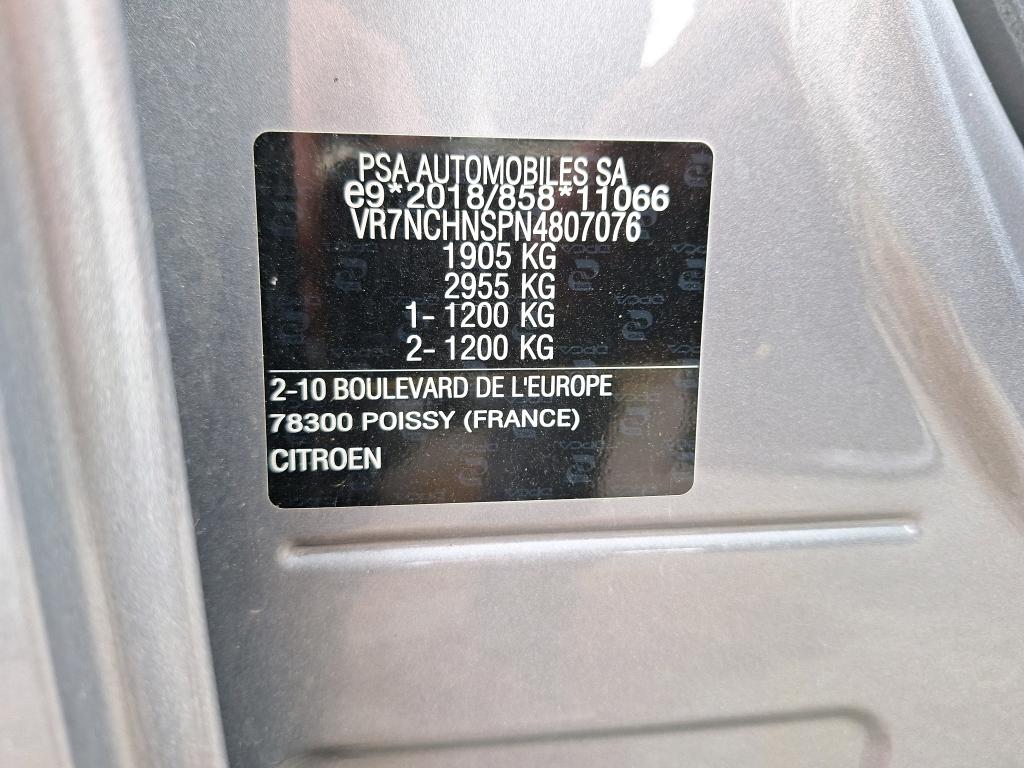 PSA AUTOMOBILES SA
e9*2018/858*11066
VR7NCHNSPN4807076
1905 KG
2955 KG
1- 1200 KG
2- 1200 KG
2-10 BOULEVARD DE L'EUROPE
78300 POISSY (FRANCE)
CITROEN